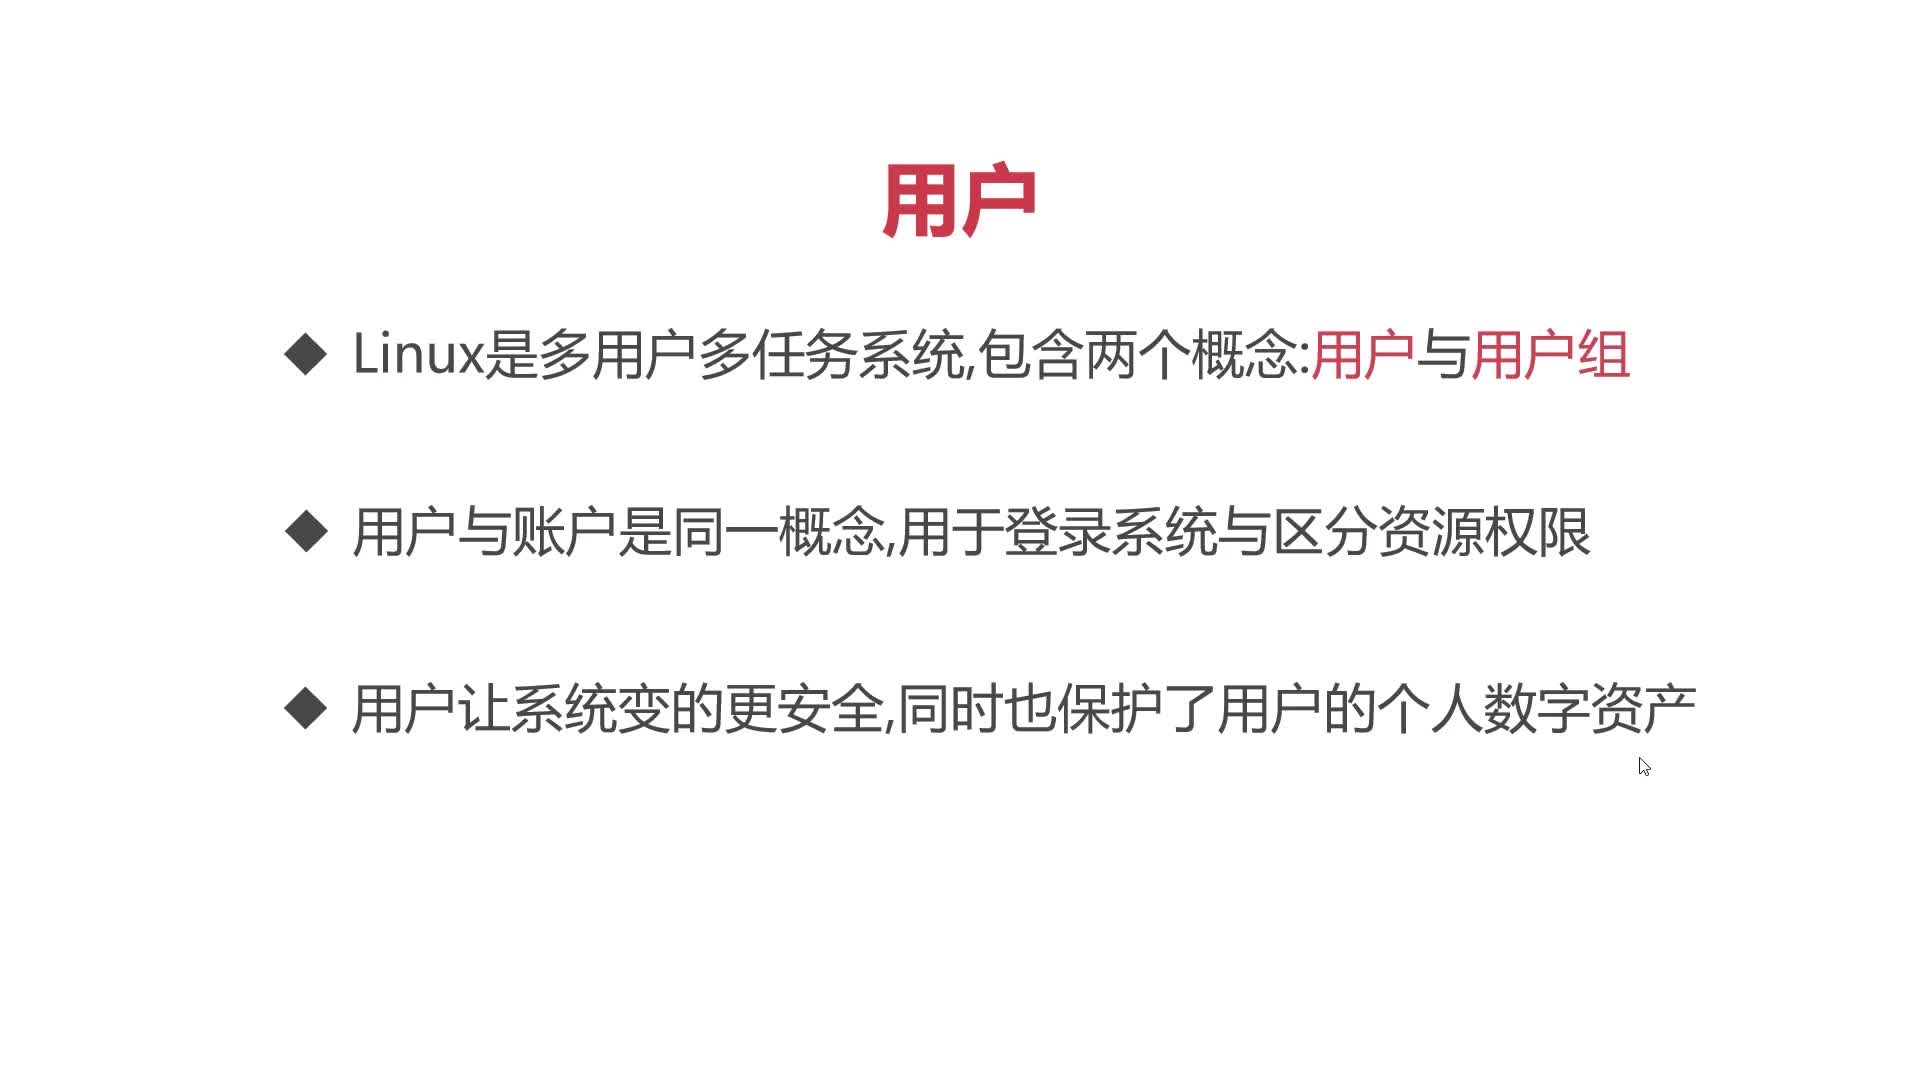 用户
◆ Linux是多用户多任务系统,包含两个概念:用户与用户组
◆ 用户与账户是同一概念,用于登录系统与区分资源权限
◆ 用户让系统变的更安全,同时也保护了用户的个人数字资产